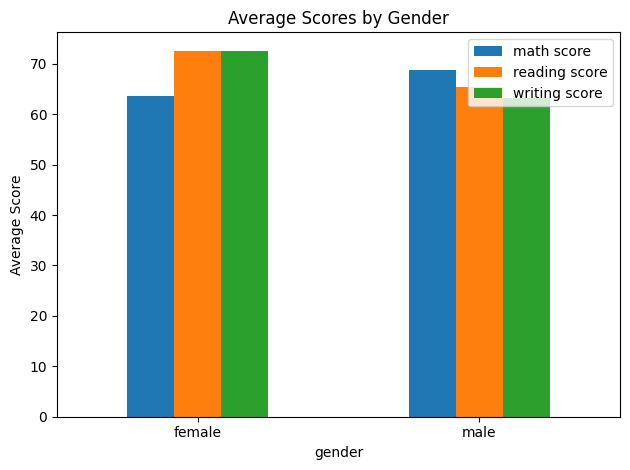 Average Scores by Gender
math score
reading score
writing score
70
60
50
40
30
20
10
0
Average Score
female
male
gender